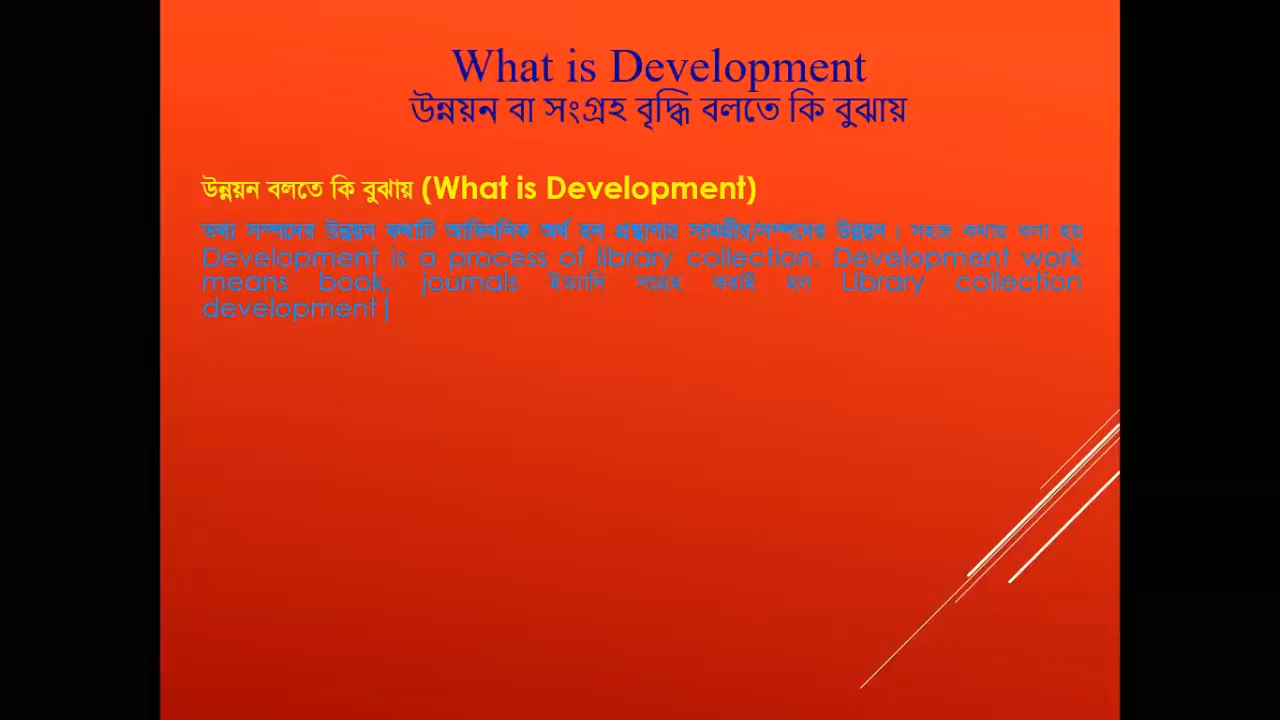 What is Development
উন্নয়ন বা সংগ্রহ বৃদ্ধি বলতে কি বুঝায়
উন্নয়ন বলতে কি বুঝায় (What is Development)
তথ্য সম্পদের উন্নয়ন কথাটি আভিধনিক অর্থ হল গ্রন্থাগার সামগ্রীর/সম্পদের উন্নয়ন। সহজ কথায় বলা হয়
Development is a process of library collection. Development work
means book, journals ইত্যাদি সংগ্রহ করাই হল Library collection
development|